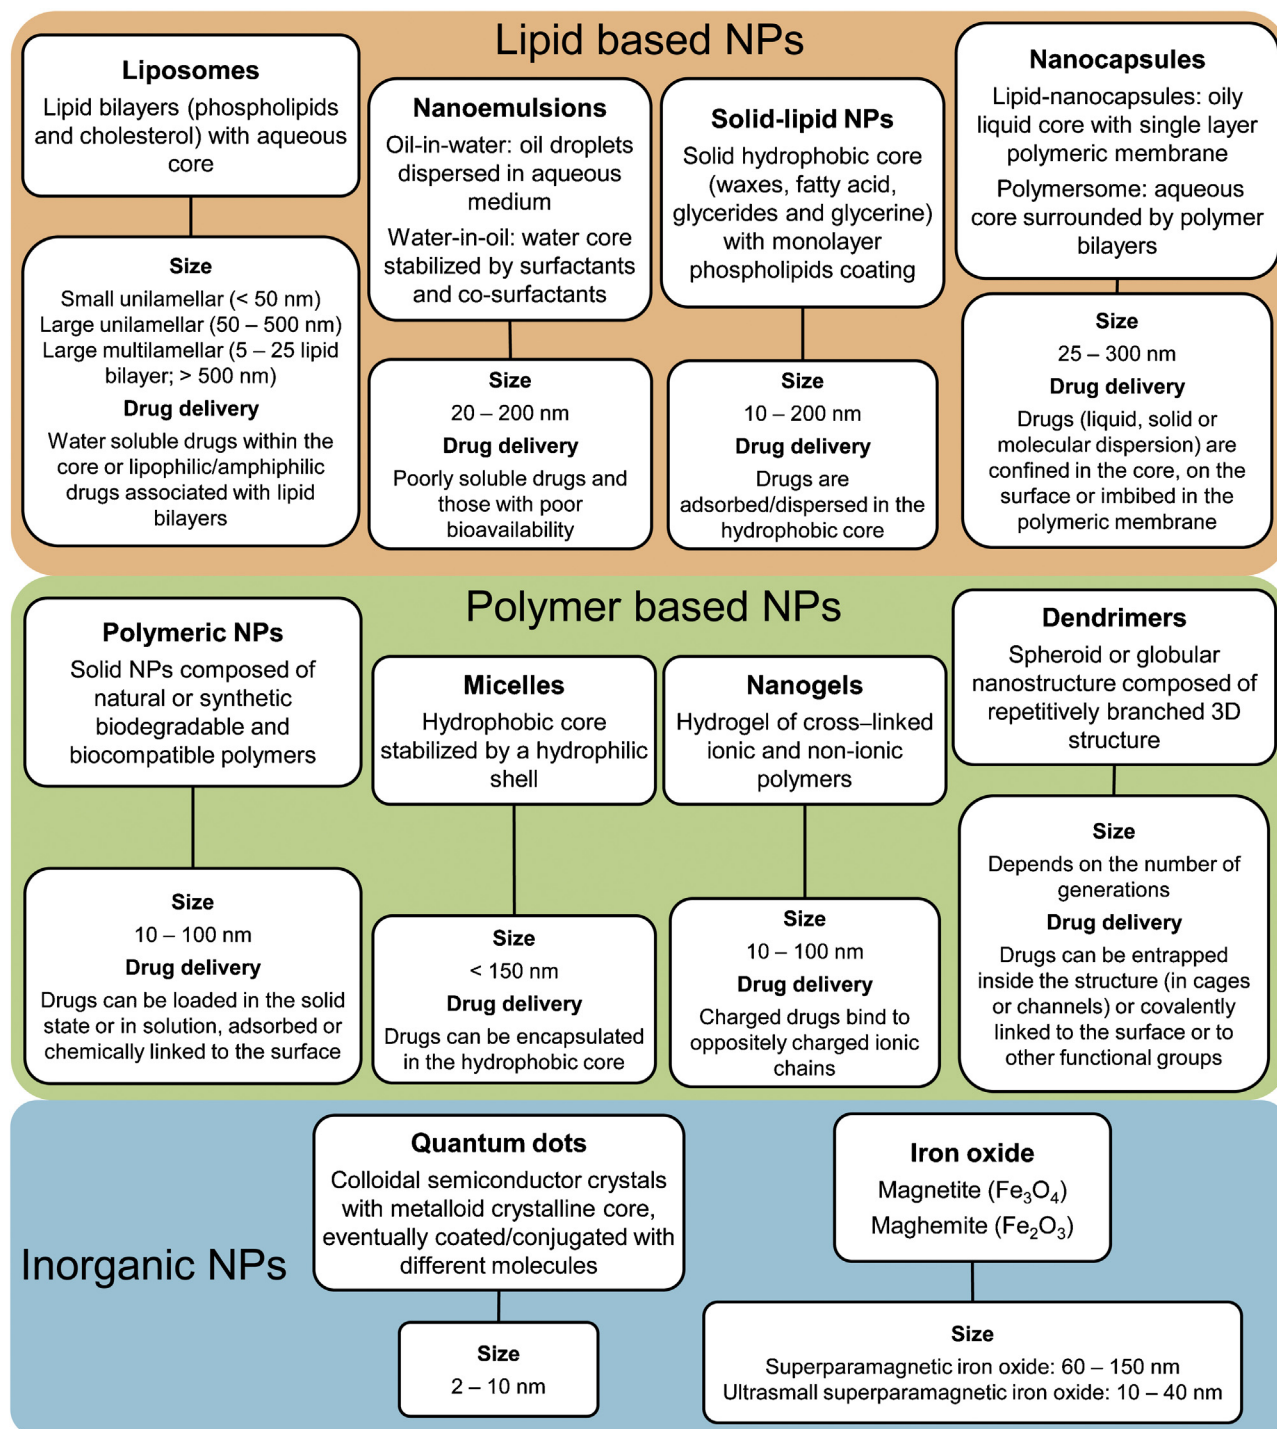 Lipid based NPs
Liposomes
Lipid bilayers (phospholipids
and cholesterol) with aqueous
core
Size
Small unilamellar (< 50 nm)
Large unilamellar (50 – 500 nm)
Large multilamellar (5 – 25 lipid
bilayer; > 500 nm)
Drug delivery
Water soluble drugs within the
core or lipophilic/amphiphilic
drugs associated with lipid
bilayers
Nanoemulsions
Oil-in-water: oil droplets
dispersed in aqueous
medium
Water-in-oil: water core
stabilized by surfactants
and co-surfactants
Size
20 – 200 nm
Drug delivery
Poorly soluble drugs and
those with poor
bioavailability
Solid-lipid NPs
Solid hydrophobic core
(waxes, fatty acid,
glycerides and glycerine)
with monolayer
phospholipids coating
Size
10 – 200 nm
Drug delivery
Drugs are
adsorbed/dispersed in the
hydrophobic core
Nanocapsules
Lipid-nanocapsules: oily
liquid core with single layer
polymeric membrane
Polymersome: aqueous
core surrounded by polymer
bilayers
Size
25 – 300 nm
Drug delivery
Drugs (liquid, solid or
molecular dispersion) are
confined in the core, on the
surface or imbibed in the
polymeric membrane
Polymer based NPs
Polymeric NPs
Solid NPs composed of
natural or synthetic
biodegradable and
biocompatible polymers
Size
10 – 100 nm
Drug delivery
Drugs can be loaded in the solid
state or in solution, adsorbed or
chemically linked to the surface
Micelles
Hydrophobic core
stabilized by a hydrophilic
shell
Size
< 150 nm
Drug delivery
Drugs can be encapsulated
in the hydrophobic core
Nanogels
Hydrogel of cross–linked
ionic and non-ionic
polymers
Size
10 – 100 nm
Drug delivery
Charged drugs bind to
oppositely charged ionic
chains
Dendrimers
Spheroid or globular
nanostructure composed of
repetitively branched 3D
structure
Size
Depends on the number of
generations
Drug delivery
Drugs can be entrapped
inside the structure (in cages
or channels) or covalently
linked to the surface or to
other functional groups
Inorganic NPs
Quantum dots
Colloidal semiconductor crystals
with metalloid crystalline core,
eventually coated/conjugated with
different molecules
Size
2 – 10 nm
Iron oxide
Magnetite (Fe₃O₄)
Maghemite (Fe₂O₃)
Size
Superparamagnetic iron oxide: 60 – 150 nm
Ultrasmall superparamagnetic iron oxide: 10 – 40 nm